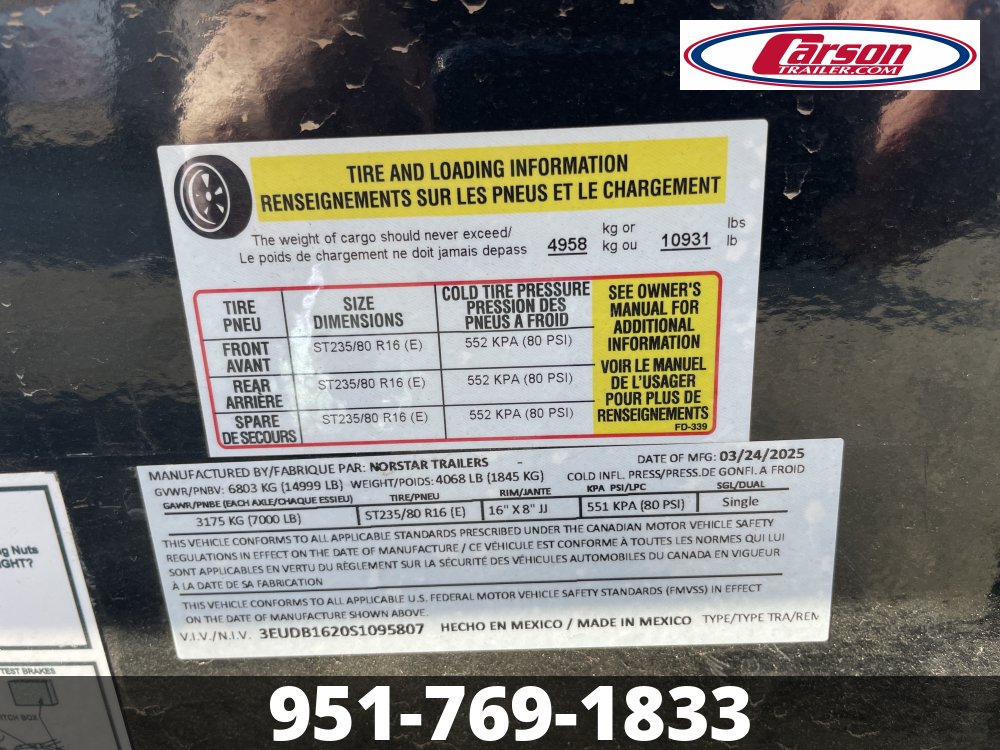 Carson
TRAILER.COM
TIRE AND LOADING INFORMATION
RENSEIGNEMENTS SUR LES PNEUS ET LE CHARGEMENT
The weight of cargo should never exceed/
Le poids de chargement ne doit jamais depass
4958 kg or
kg ou
10931 lbs
lb
TIRE
PNEU
SIZE
DIMENSIONS
COLD TIRE PRESSURE
PRESSION DES
PNEUS A FROID
FRONT
AVANT
ST235/80 R16 (E)
552 KPA (80 PSI)
REAR
ARRIÈRE
ST235/80 R16 (E)
552 KPA (80 PSI)
SPARE
DE SECOURS
ST235/80 R16 (E)
552 KPA (80 PSI)
SEE OWNER'S
MANUAL FOR
ADDITIONAL
INFORMATION
VOIR LE MANUEL
DE L'USAGER
POUR PLUS DE
RENSEIGNEMENTS
FD-339
MANUFACTURED BY/FABRIQUE PAR: NORSTAR TRAILERS
DATE OF MFG: 03/24/2025
GVWR/PNBV: 6803 KG (14999 LB) WEIGHT/POIDS: 4068 LB (1845 KG)
COLD INFL. PRESS/PRESS.DE GONFL. A FROID
GAWR/PNBE (EACH AXLE/CHAQUE ESSIEU)
TIRE/PNEU
RIM/JANTE
KPA PSI/LPC
SGL/DUAL
3175 KG (7000 LB)
ST235/80 R16 (E)
16" X 8" JJ
551 KPA (80 PSI)
Single
THIS VEHICLE CONFORMS TO ALL APPLICABLE STANDARDS PRESCRIBED UNDER THE CANADIAN MOTOR VEHICLE SAFETY
REGULATIONS IN EFFECT ON THE DATE OF MANUFACTURE / CE VÉHICULE EST CONFORME À TOUTES LES NORMES QUI LUI
SONT APPLICABLES EN VERTU DU RÈGLEMENT SUR LA SÉCURITÉ DES VÉHICULES AUTOMOBILES DU CANADA EN VIGUEUR
À LA DATE DE SA FABRICATION
THIS VEHICLE CONFORMS TO ALL APPLICABLE U.S. FEDERAL MOTOR VEHICLE SAFETY STANDARDS (FMVSS) IN EFFECT
ON THE DATE OF MANUFACTURE SHOWN ABOVE.
V.I.V./N.I.V. 3EUDB1620S1095807 HECHO EN MEXICO / MADE IN MEXICO TYPE/TYPE TRA/REM
ng Nuts
GHT?
TEST BRAKES
TCH BOX
951-769-1833